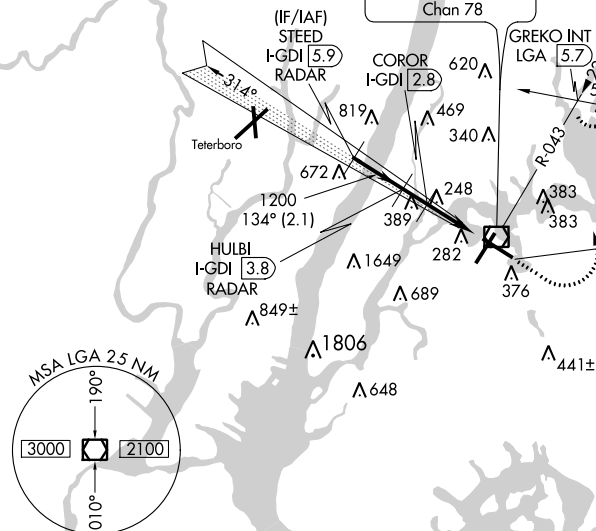 Chan 78
(IF/IAF)
STEED
I-GDI 5.9
RADAR
COROR
I-GDI 2.8
620
GREKO INT
LGA 5.7
314°
819
469
340
R-043
Teterboro
672
1200
134° (2.1)
389
248
383
383
HULBI
I-GDI 3.8
RADAR
282
1649
376
689
849±
1806
441±
648
MSA LGA 25 NM
190°
3000
2100
010°